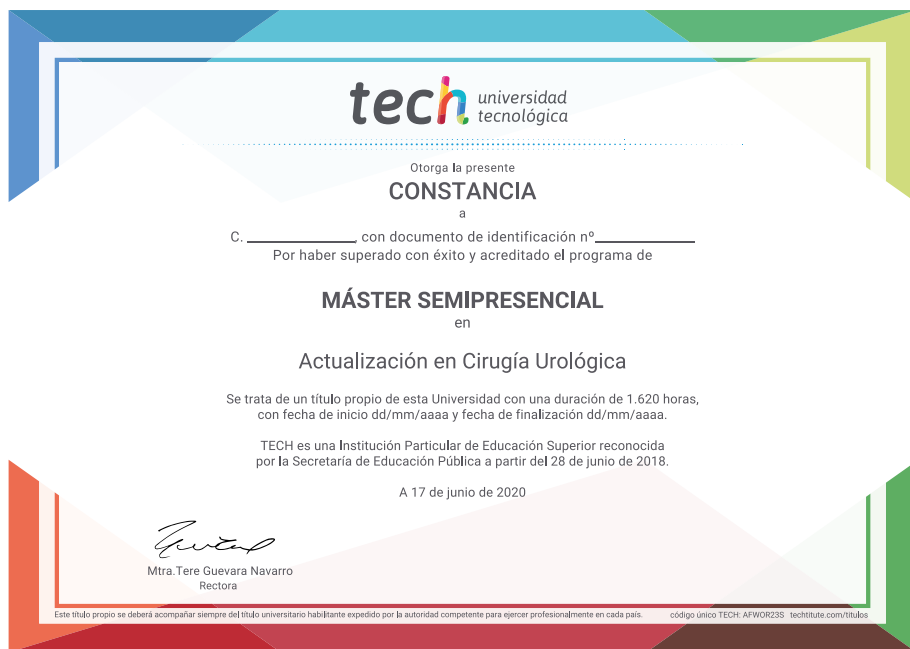 tech universidad
tecnológica
Otorga la presente
CONSTANCIA
a
C. ____________, con documento de identificación nº___________
Por haber superado con éxito y acreditado el programa de
MÁSTER SEMIPRESENCIAL
en
Actualización en Cirugía Urológica
Se trata de un título propio de esta Universidad con una duración de 1.620 horas,
con fecha de inicio dd/mm/aaaa y fecha de finalización dd/mm/aaaa.
TECH es una Institución Particular de Educación Superior reconocida
por la Secretaría de Educación Pública a partir del 28 de junio de 2018.
A 17 de junio de 2020
Mtra.Tere Guevara Navarro
Rectora
Este título propio se deberá acompañar siempre del título universitario habilitante expedido por la autoridad competente para ejercer profesionalmente en cada país. código único TECH: AFWOR23S techtitute.com/titulos